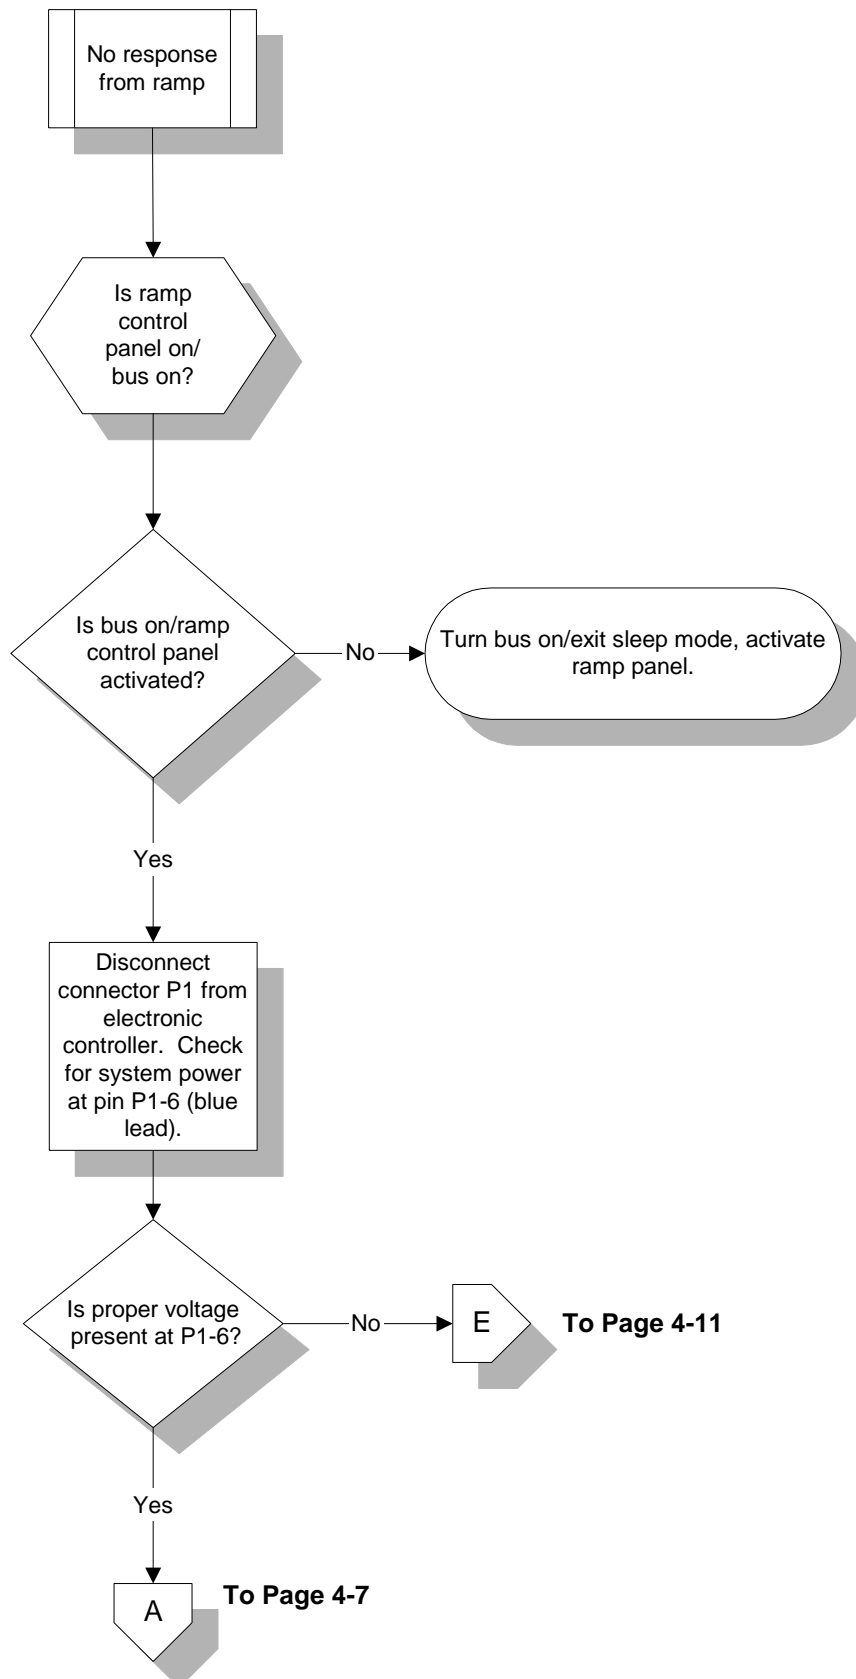 No response
from ramp
Is ramp
control
panel on/
bus on?
Is bus on/ramp
control panel
activated?
No
Turn bus on/exit sleep mode, activate
ramp panel.
Yes
Disconnect
connector P1 from
electronic
controller.  Check
for system power
at pin P1-6 (blue
lead).
Is proper voltage
present at P1-6?
No
E
To Page 4-11
Yes
A
To Page 4-7